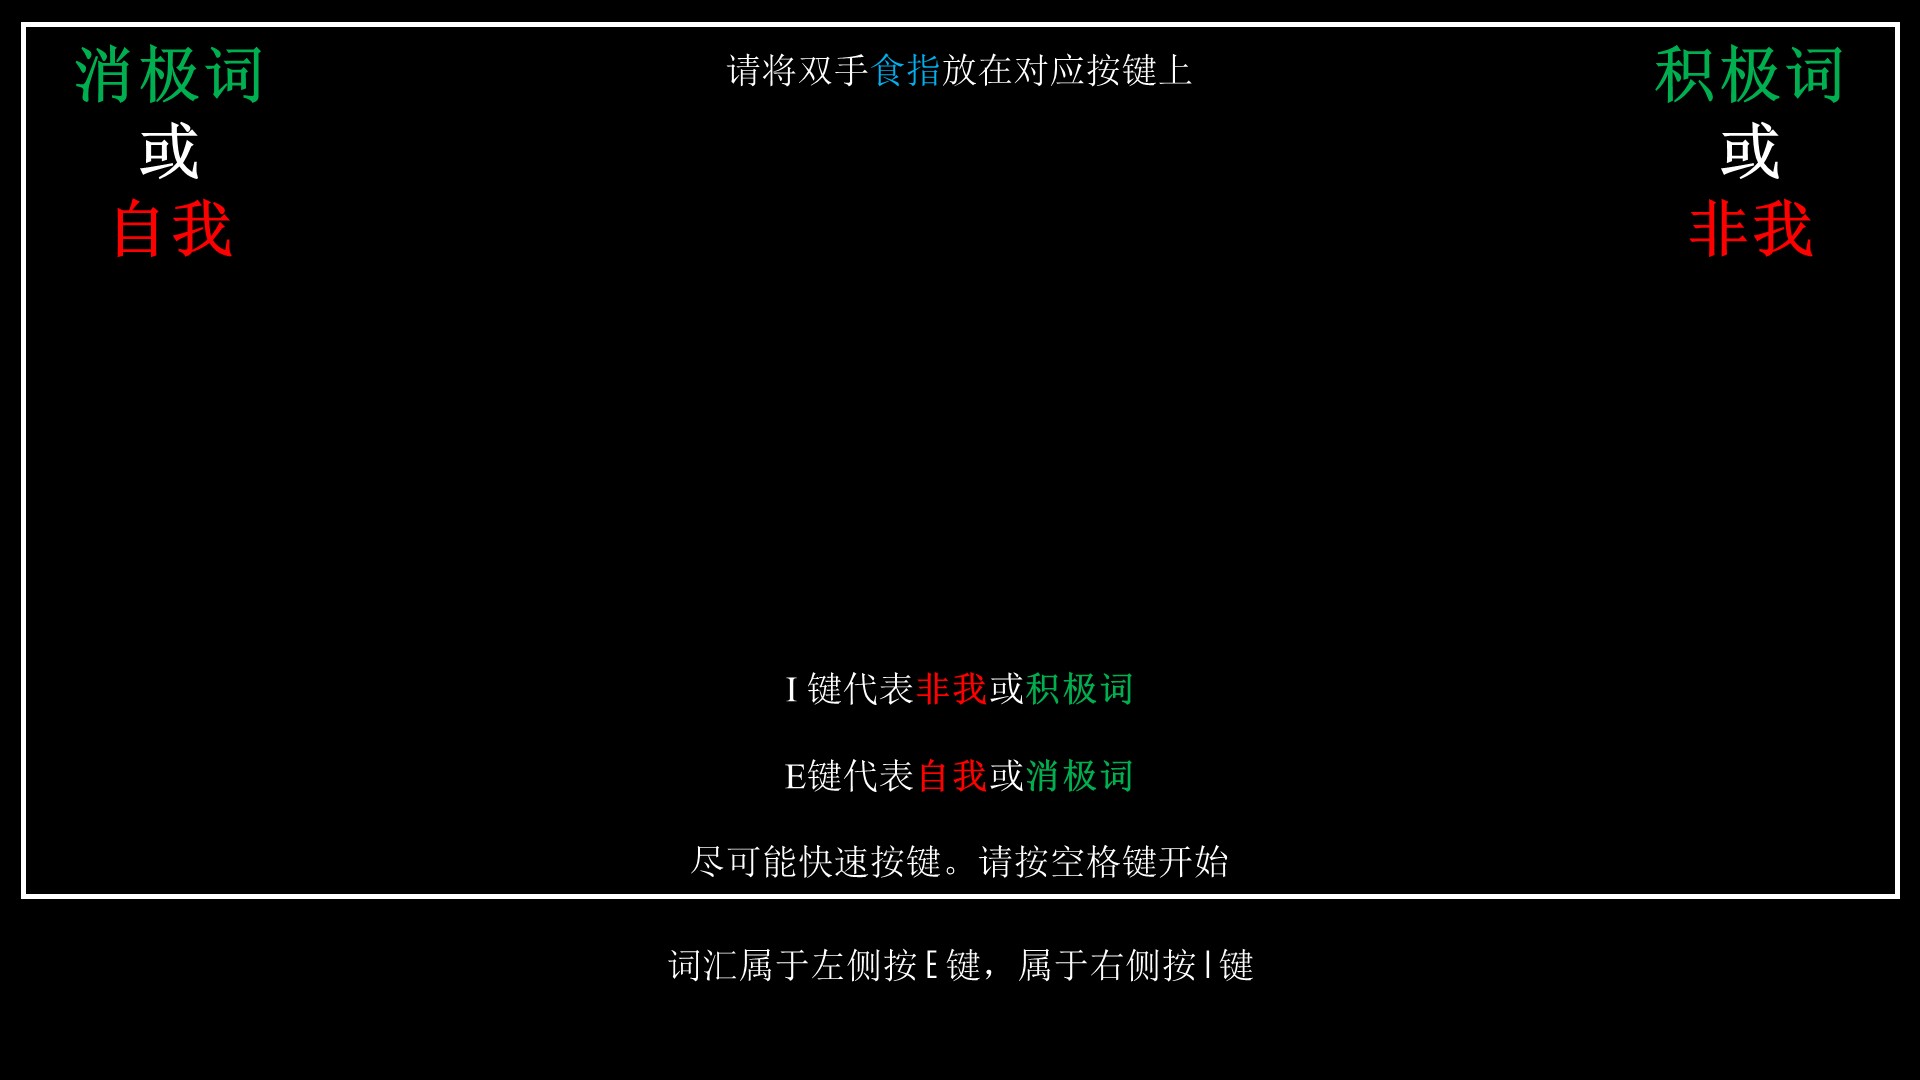 消极词
或
自我
请将双手食指放在对应按键上
积极词
或
非我
I 键代表非我或积极词
E键代表自我或消极词
尽可能快速按键。请按空格键开始
词汇属于左侧按E键，属于右侧按I键